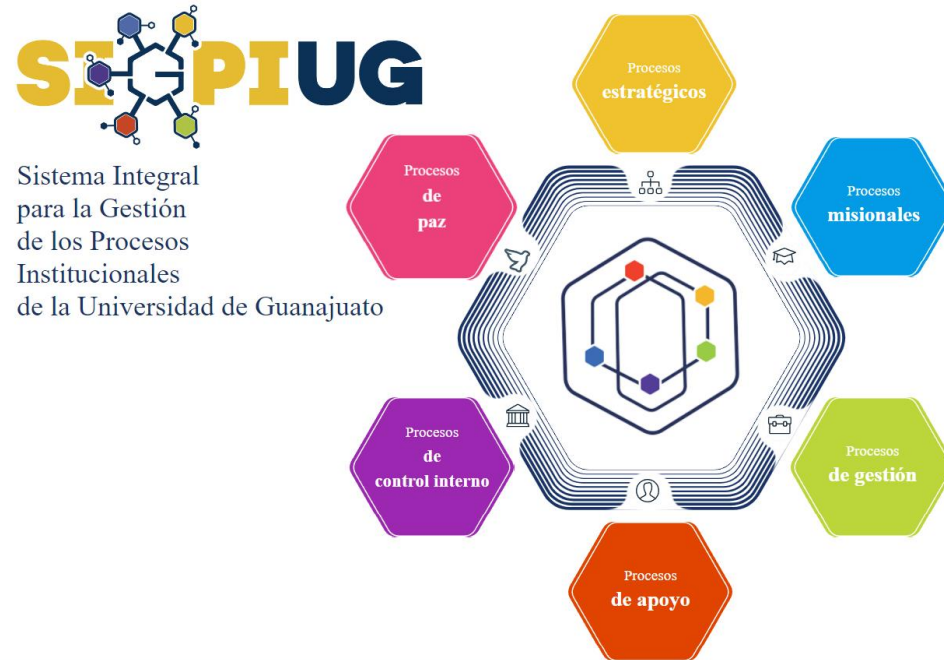 SIGPIUG
Sistema Integral
para la Gestión
de los Procesos
Institucionales
de la Universidad de Guanajuato
Procesos
estratégicos
Procesos
misionales
Procesos
de gestión
Procesos
de apoyo
Procesos
de
control interno
Procesos
de
paz